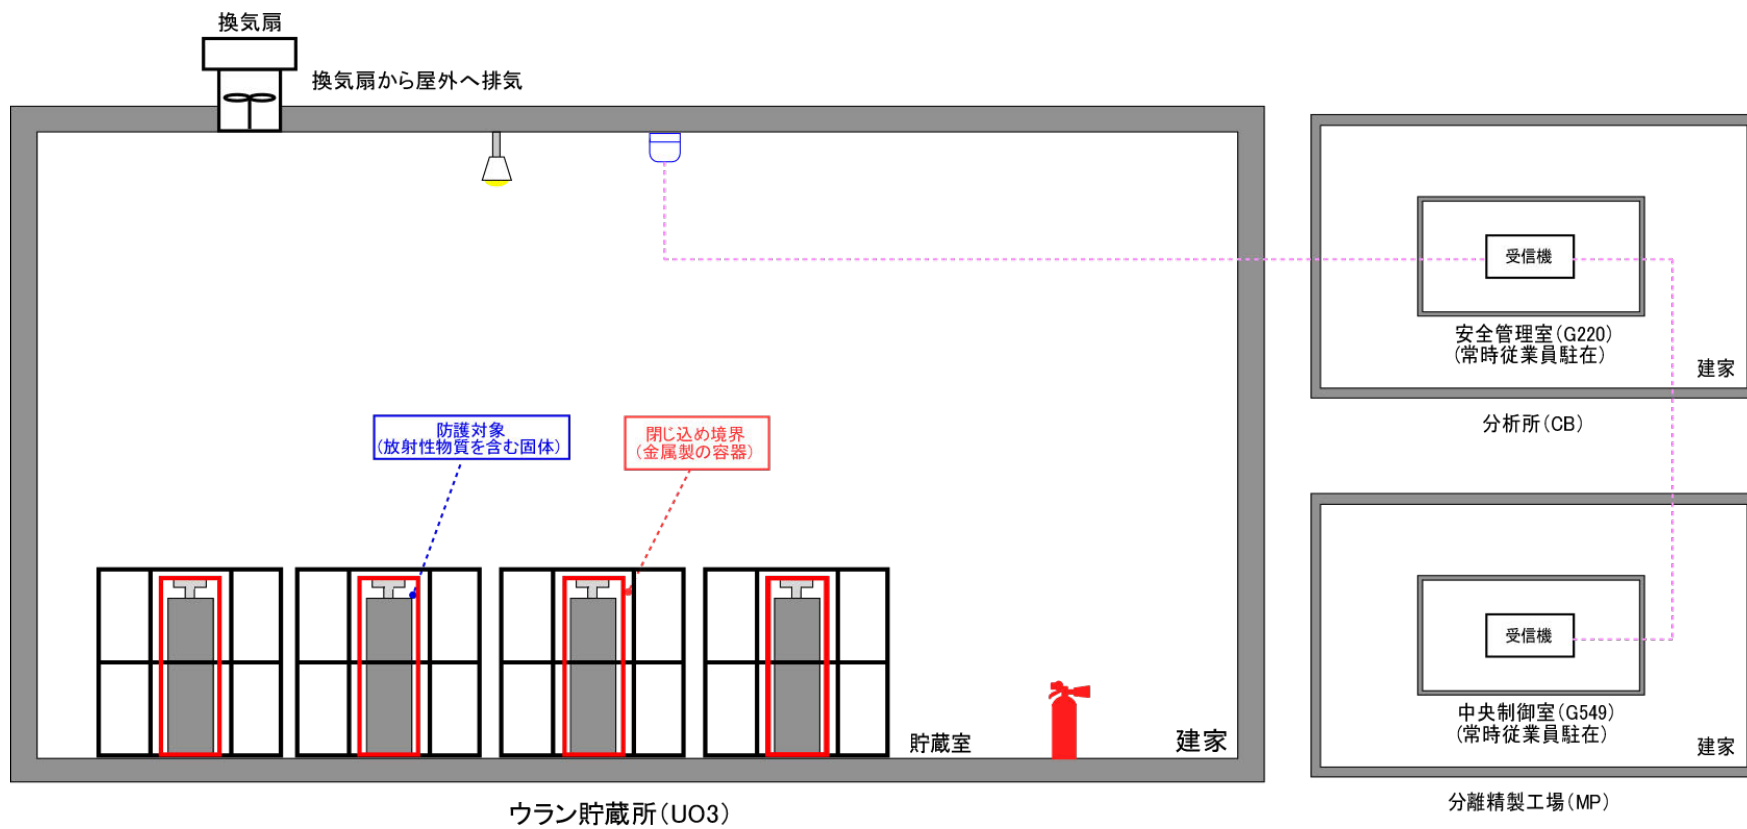 換気扇
換気扇から屋外へ排気
防護対象
(放射性物質を含む固体)
閉じ込め境界
(金属製の容器)
貯蔵室
建家
ウラン貯蔵所(UO3)
受信機
安全管理室(G220)
(常時従業員駐在)
建家
分析所(CB)
受信機
中央制御室(G549)
(常時従業員駐在)
建家
分離精製工場(MP)